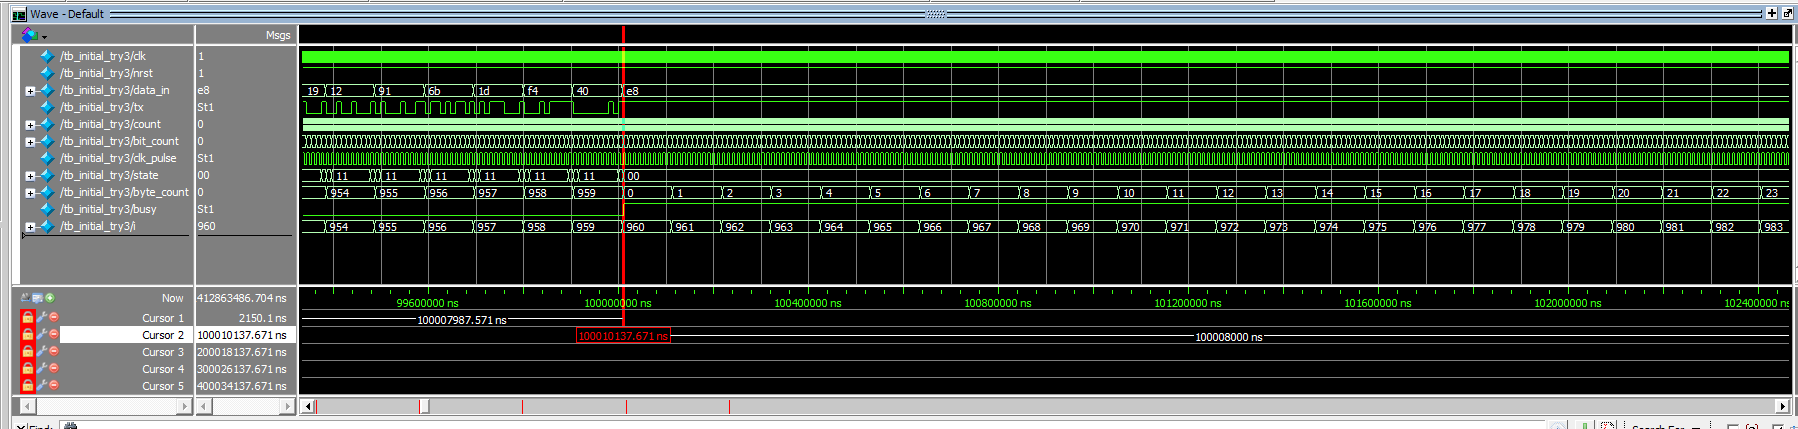 Wave - Default
Msgs
/tb_initial_try3/clk 1
/tb_initial_try3/nrst 1
/tb_initial_try3/data_in e8 19 12 91 6b 1d f4 40 e8
/tb_initial_try3/tx St1
/tb_initial_try3/count 0
/tb_initial_try3/bit_count 0
/tb_initial_try3/clk_pulse St1
/tb_initial_try3/state 00 11 11 11 11 11 11 00
/tb_initial_try3/byte_count 0 954 955 956 957 958 959 0 1 2 3 4 5 6 7 8 9 10 11 12 13 14 15 16 17 18 19 20 21 22 23
/tb_initial_try3/busy St1
/tb_initial_try3/i 960 954 955 956 957 958 959 960 961 962 963 964 965 966 967 968 969 970 971 972 973 974 975 976 977 978 979 980 981 982 983
Now 412863486.704 ns 99600000 ns 100000000 ns 100400000 ns 100800000 ns 101200000 ns 101600000 ns 102000000 ns 102400000 ns
Cursor 1 2150.1 ns 100007987.571 ns
Cursor 2 100010137.671 ns 100010137.671 ns 100008000 ns
Cursor 3 200018137.671 ns
Cursor 4 300026137.671 ns
Cursor 5 400034137.671 ns